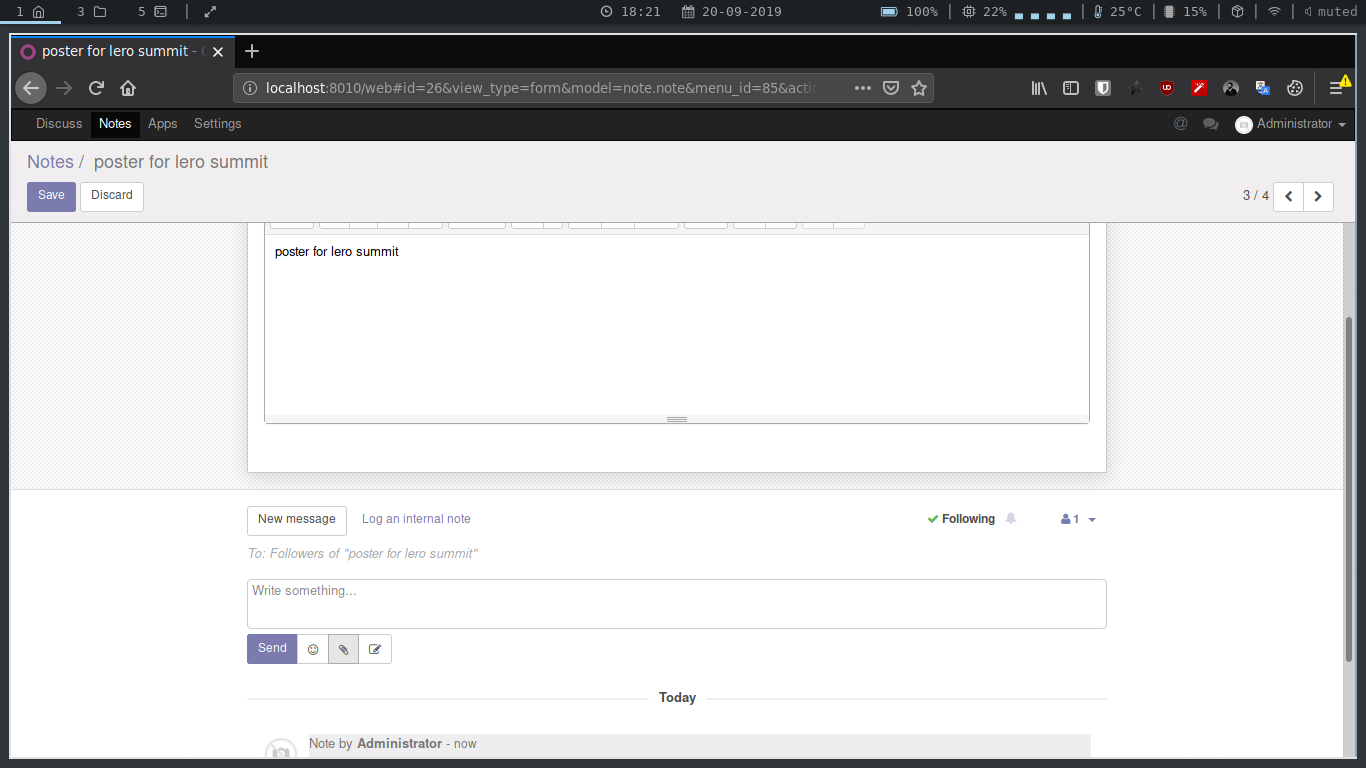 1 3 5 18:21 20-09-2019 100% 22% 25°C 15% muted
poster for lero summit -
localhost:8010/web#id=26&view_type=form&model=note.note&menu_id=85&acti
Discuss Notes Apps Settings Administrator
Notes / poster for lero summit
Save Discard 3 / 4
poster for lero summit
New message Log an internal note Following 1
To: Followers of "poster for lero summit"
Write something...
Send
Today
Note by Administrator - now